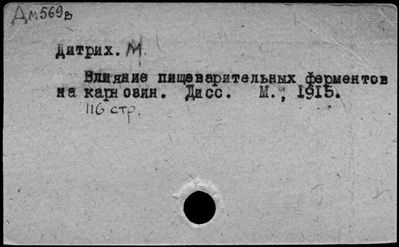 Дм569в
Дитрих. М.
Влияние пищеварительных ферментов
на карнозин. Дисс. М., 1915.
116 стр.